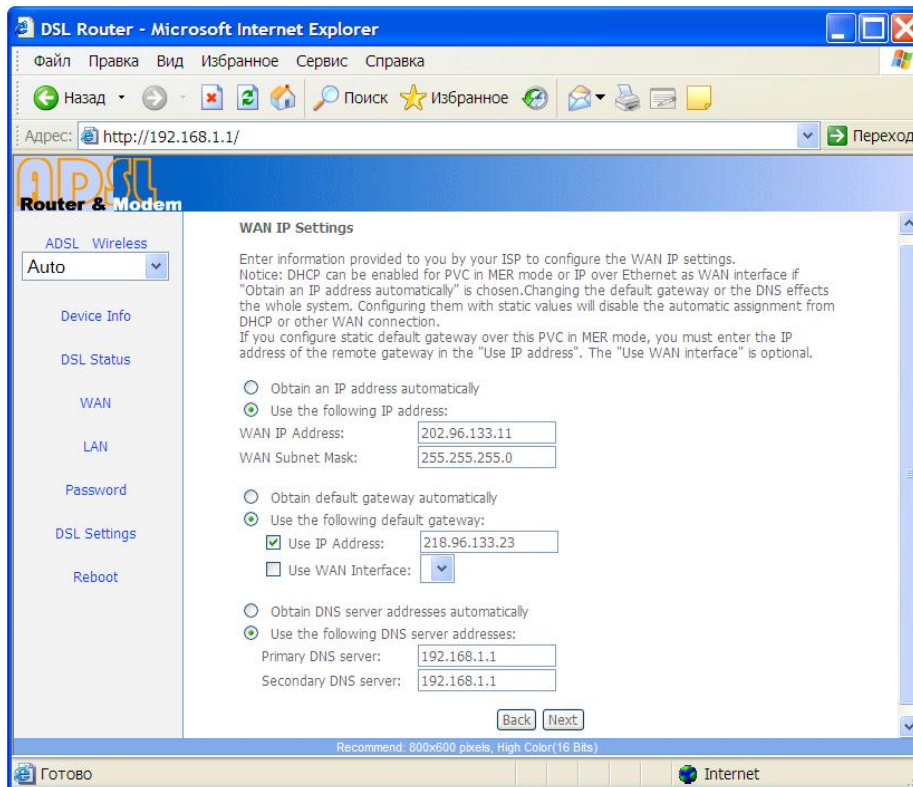 DSL Router - Microsoft Internet Explorer
Файл Правка Вид Избранное Сервис Справка
Назад Поиск Избранное
Адрес: http://192.168.1.1/ Переход
ADSL
Router & Modem
ADSL Wireless
Auto
Device Info
DSL Status
WAN
LAN
Password
DSL Settings
Reboot
WAN IP Settings
Enter information provided to you by your ISP to configure the WAN IP settings.
Notice: DHCP can be enabled for PVC in MER mode or IP over Ethernet as WAN interface if
"Obtain an IP address automatically" is chosen.Changing the default gateway or the DNS effects
the whole system. Configuring them with static values will disable the automatic assignment from
DHCP or other WAN connection.
If you configure static default gateway over this PVC in MER mode, you must enter the IP
address of the remote gateway in the "Use IP address". The "Use WAN interface" is optional.
Obtain an IP address automatically
Use the following IP address:
WAN IP Address: 202.96.133.11
WAN Subnet Mask: 255.255.255.0
Obtain default gateway automatically
Use the following default gateway:
Use IP Address: 218.96.133.23
Use WAN Interface:
Obtain DNS server addresses automatically
Use the following DNS server addresses:
Primary DNS server: 192.168.1.1
Secondary DNS server: 192.168.1.1
Back Next
Recommend: 800x600 pixels, High Color(16 Bits)
Готово Internet